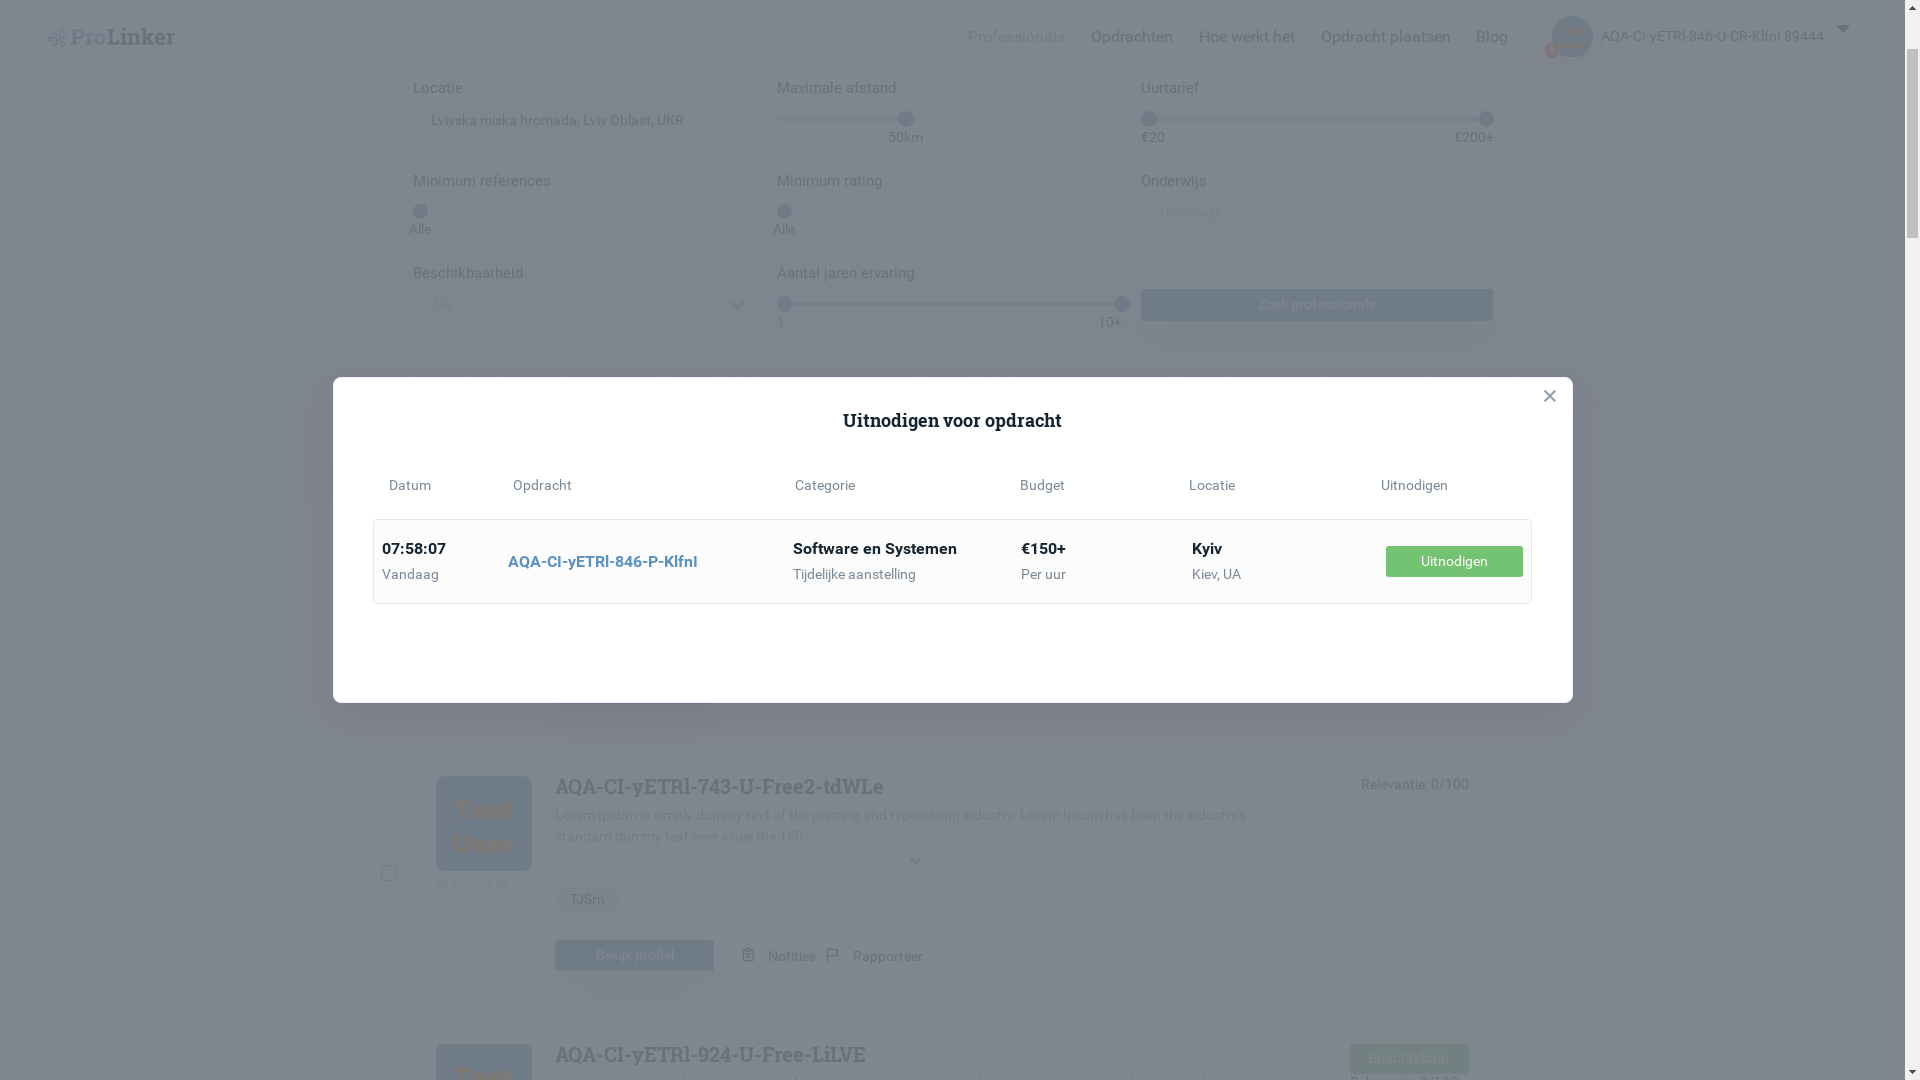 ProLinker
Professionals Opdrachten Hoe werkt het Opdracht plaatsen Blog
1
AQA-CI-yETRl-846-U-CR-KlfnI 89444
Locatie Maximale afstand Uurtarief
Lvivska miska hromada, Lviv Oblast, UKR
50km €20 €200+
Minimum references Minimum rating Onderwijs
Onderwijs
Alle Alle
Beschikbaarheid Aantal jaren ervaring
Alle Zoek professionals
1 10+
Uitnodigen voor opdracht
Datum Opdracht Categorie Budget Locatie Uitnodigen
07:58:07 Software en Systemen €150+ Kyiv
AQA-CI-yETRl-846-P-KlfnI Uitnodigen
Vandaag Tijdelijke aanstelling Per uur Kiev, UA
AQA-CI-yETRl-743-U-Free2-tdWLe Relevantie: 0/100
Test
User
Lorem Ipsum is simply dummy text of the printing and typesetting industry. Lorem Ipsum has been the industry's
standard dummy text ever since the 150...
TJSrn
Bekijk profiel Notities Rapporteer
AQA-CI-yETRl-924-U-Free-LiLVE Beschikbaar
Test